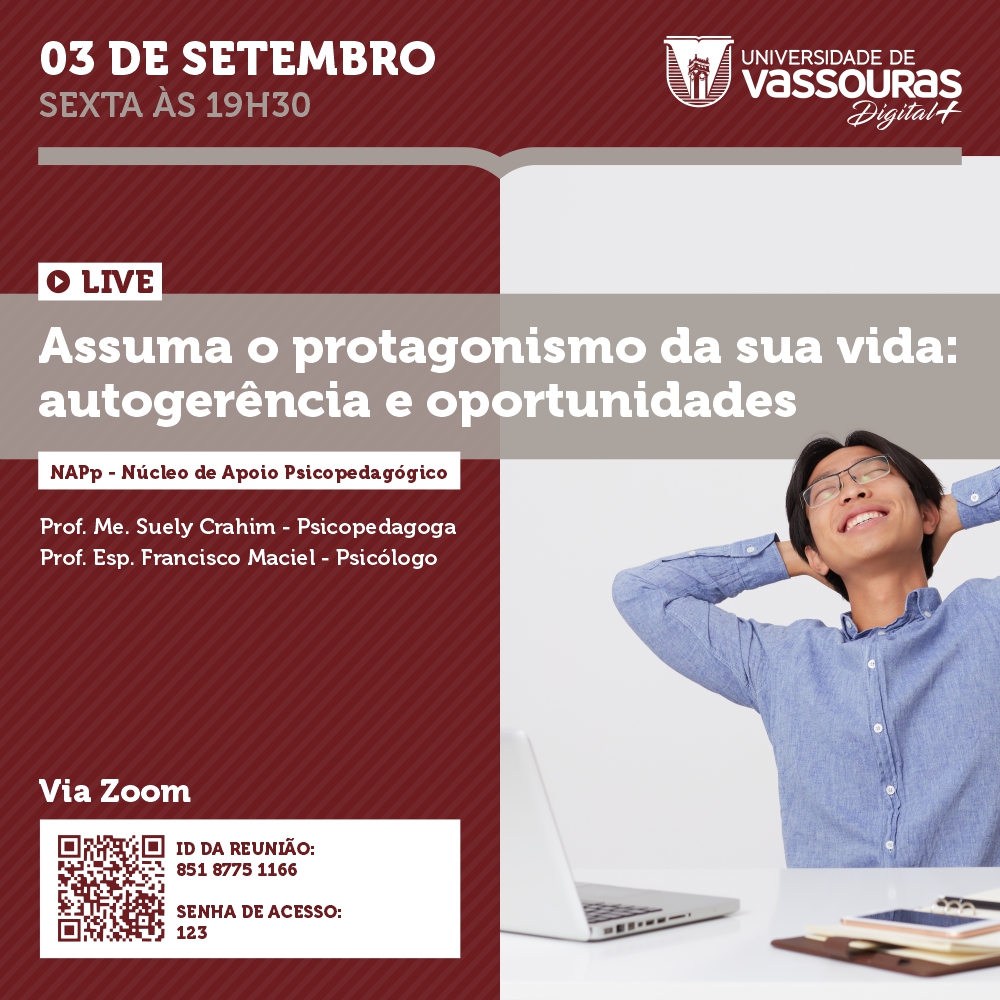 03 DE SETEMBRO
SEXTA ÀS 19H30
UNIVERSIDADE DE
VASSOURAS
Digital+
LIVE
Assuma o protagonismo da sua vida:
autogerência e oportunidades
NAPp - Núcleo de Apoio Psicopedagógico
Prof. Me. Suely Crahim - Psicopedagoga
Prof. Esp. Francisco Maciel - Psicólogo
Via Zoom
ID DA REUNIÃO:
851 8775 1166
SENHA DE ACESSO:
123